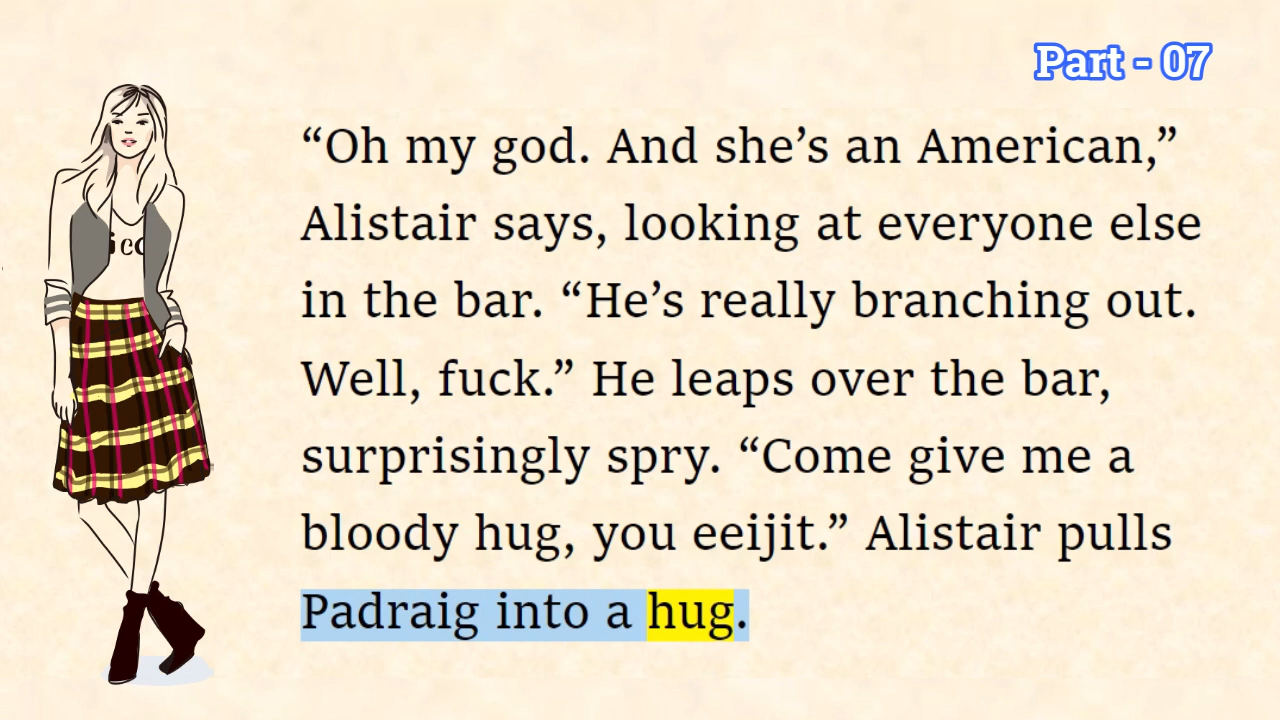 Part - 07
“Oh my god. And she’s an American,”
Alistair says, looking at everyone else
in the bar. “He’s really branching out.
Well, fuck.” He leaps over the bar,
surprisingly spry. “Come give me a
bloody hug, you eeijit.” Alistair pulls
Padraig into a hug.